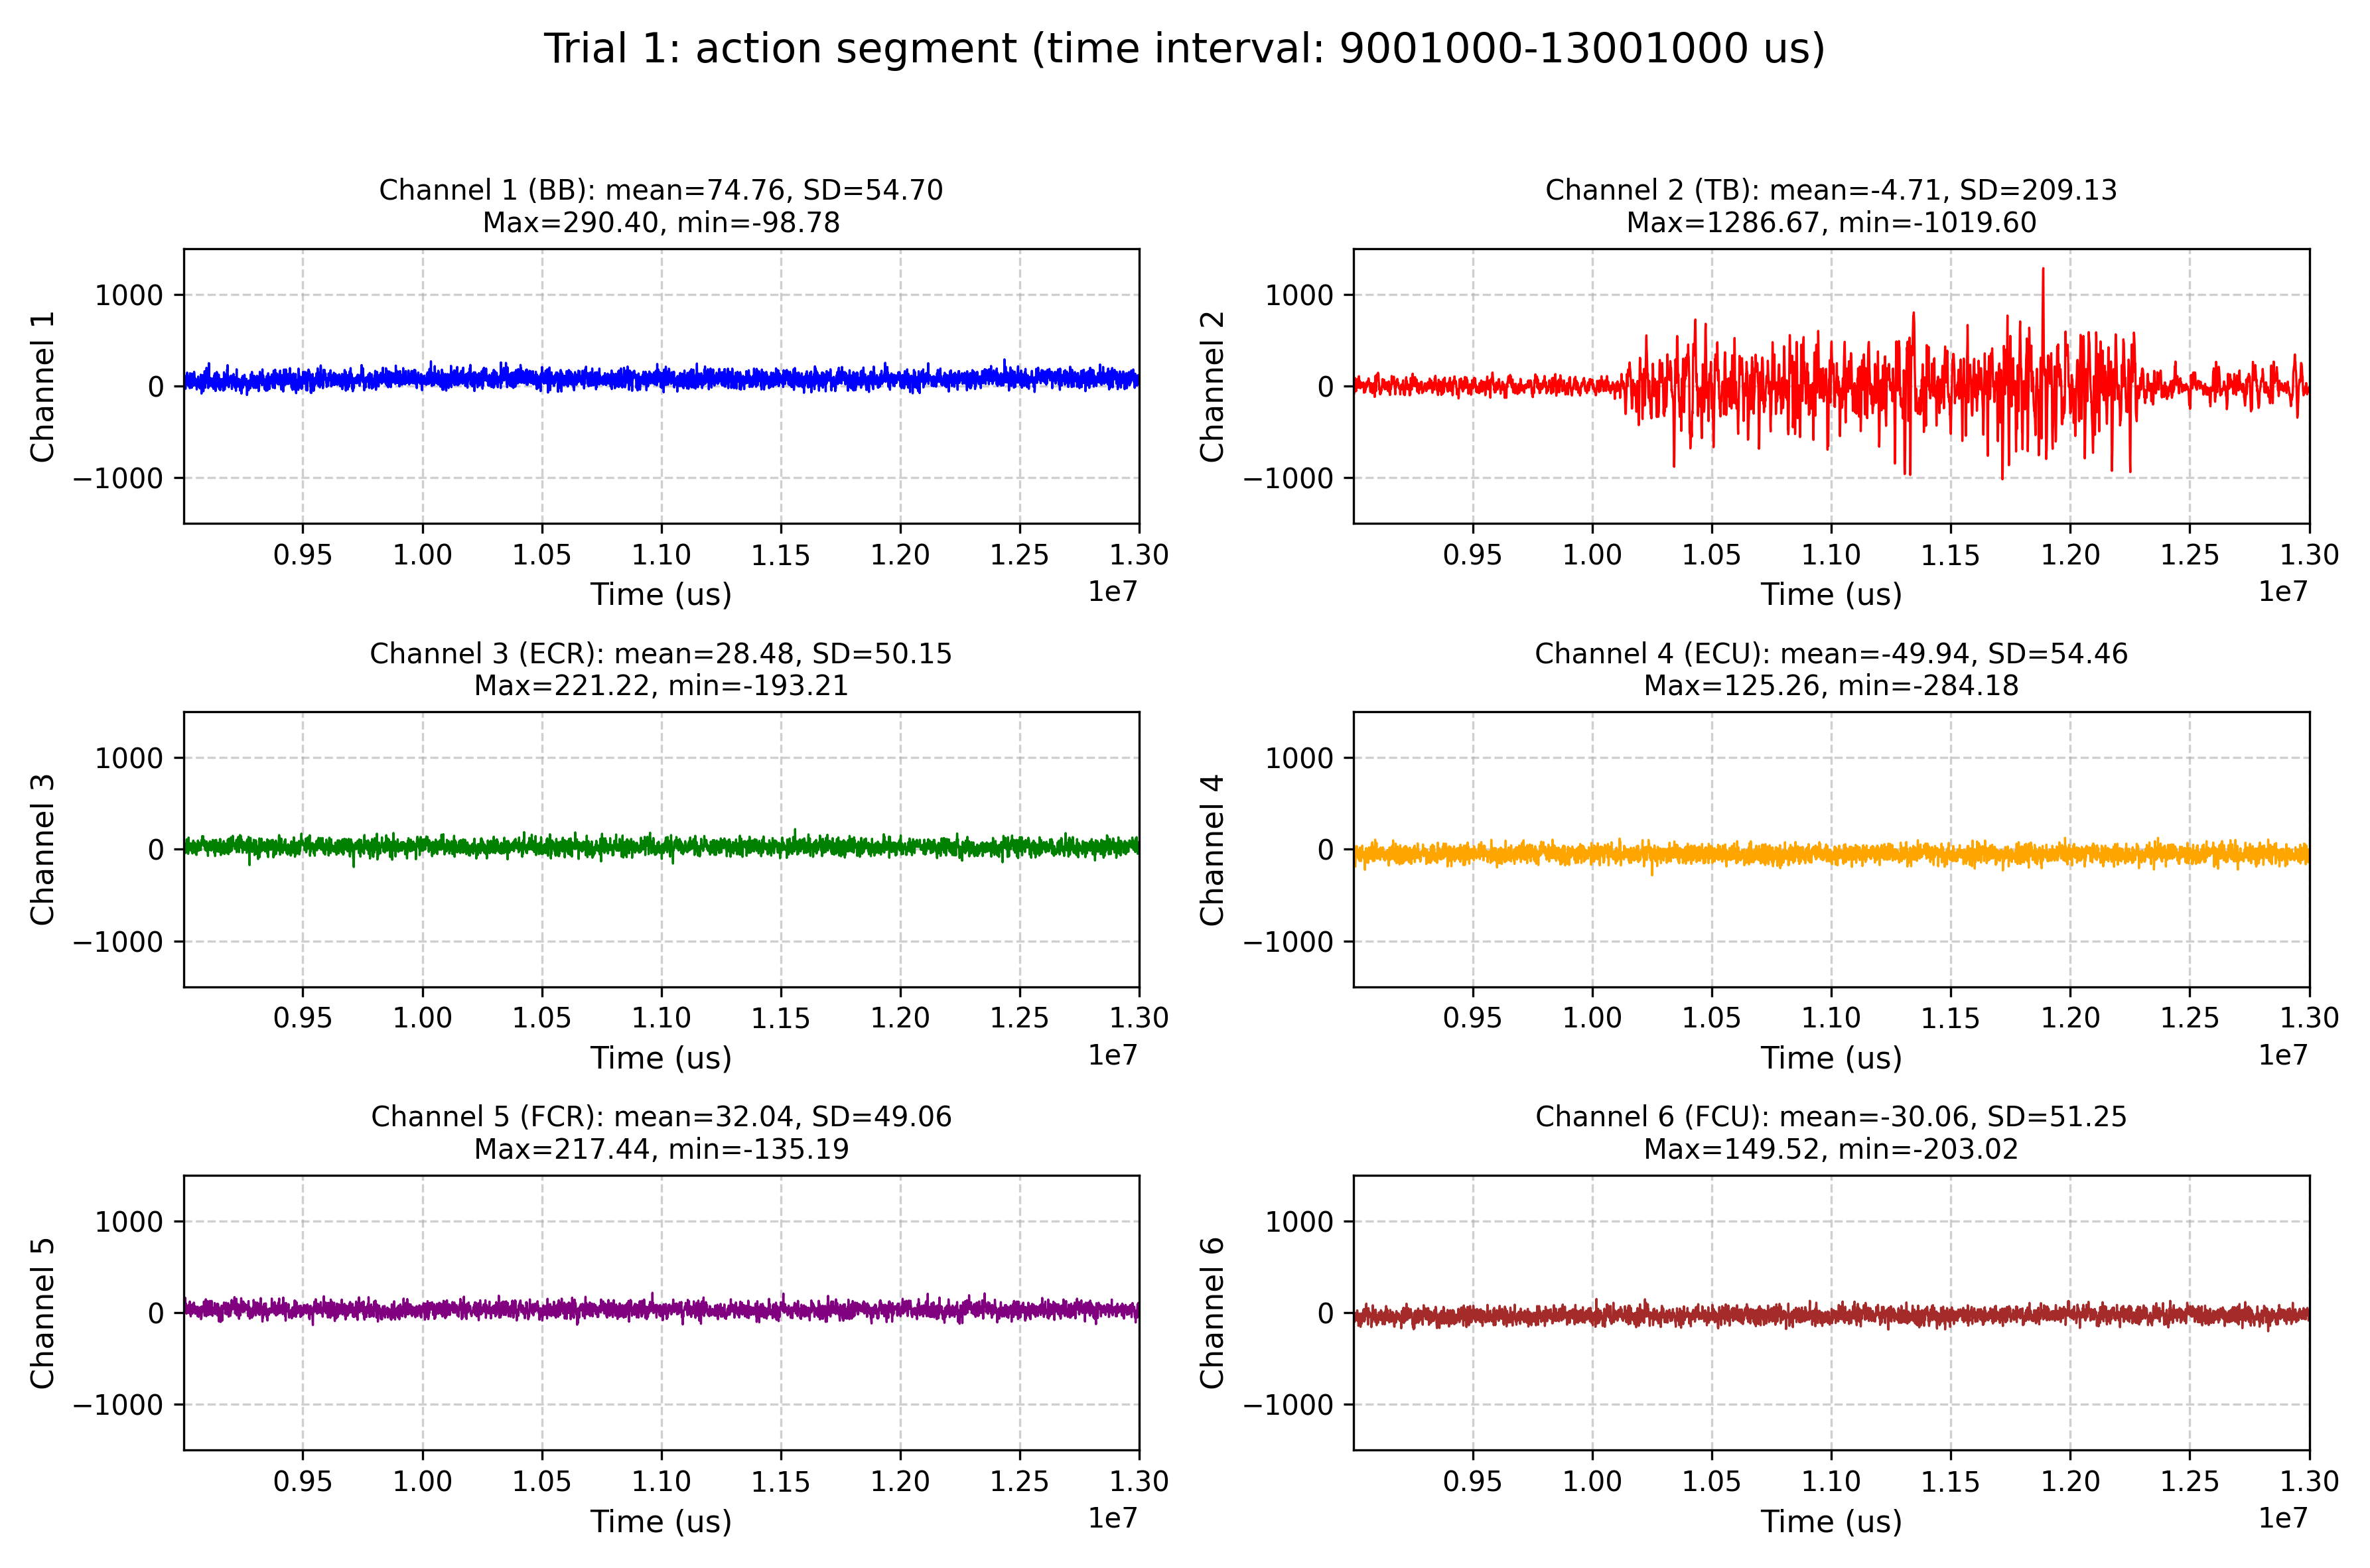 Trial 1: action segment (time interval: 9001000-13001000 us)
Channel 1 (BB): mean=74.76, SD=54.70
Max=290.40, min=-98.78
Channel 1
1000
0
−1000
0.95 1.00 1.05 1.10 1.15 1.20 1.25 1.30
Time (us)
1e7
Channel 2 (TB): mean=-4.71, SD=209.13
Max=1286.67, min=-1019.60
Channel 2
1000
0
−1000
0.95 1.00 1.05 1.10 1.15 1.20 1.25 1.30
Time (us)
1e7
Channel 3 (ECR): mean=28.48, SD=50.15
Max=221.22, min=-193.21
Channel 3
1000
0
−1000
0.95 1.00 1.05 1.10 1.15 1.20 1.25 1.30
Time (us)
1e7
Channel 4 (ECU): mean=-49.94, SD=54.46
Max=125.26, min=-284.18
Channel 4
1000
0
−1000
0.95 1.00 1.05 1.10 1.15 1.20 1.25 1.30
Time (us)
1e7
Channel 5 (FCR): mean=32.04, SD=49.06
Max=217.44, min=-135.19
Channel 5
1000
0
−1000
0.95 1.00 1.05 1.10 1.15 1.20 1.25 1.30
Time (us)
1e7
Channel 6 (FCU): mean=-30.06, SD=51.25
Max=149.52, min=-203.02
Channel 6
1000
0
−1000
0.95 1.00 1.05 1.10 1.15 1.20 1.25 1.30
Time (us)
1e7